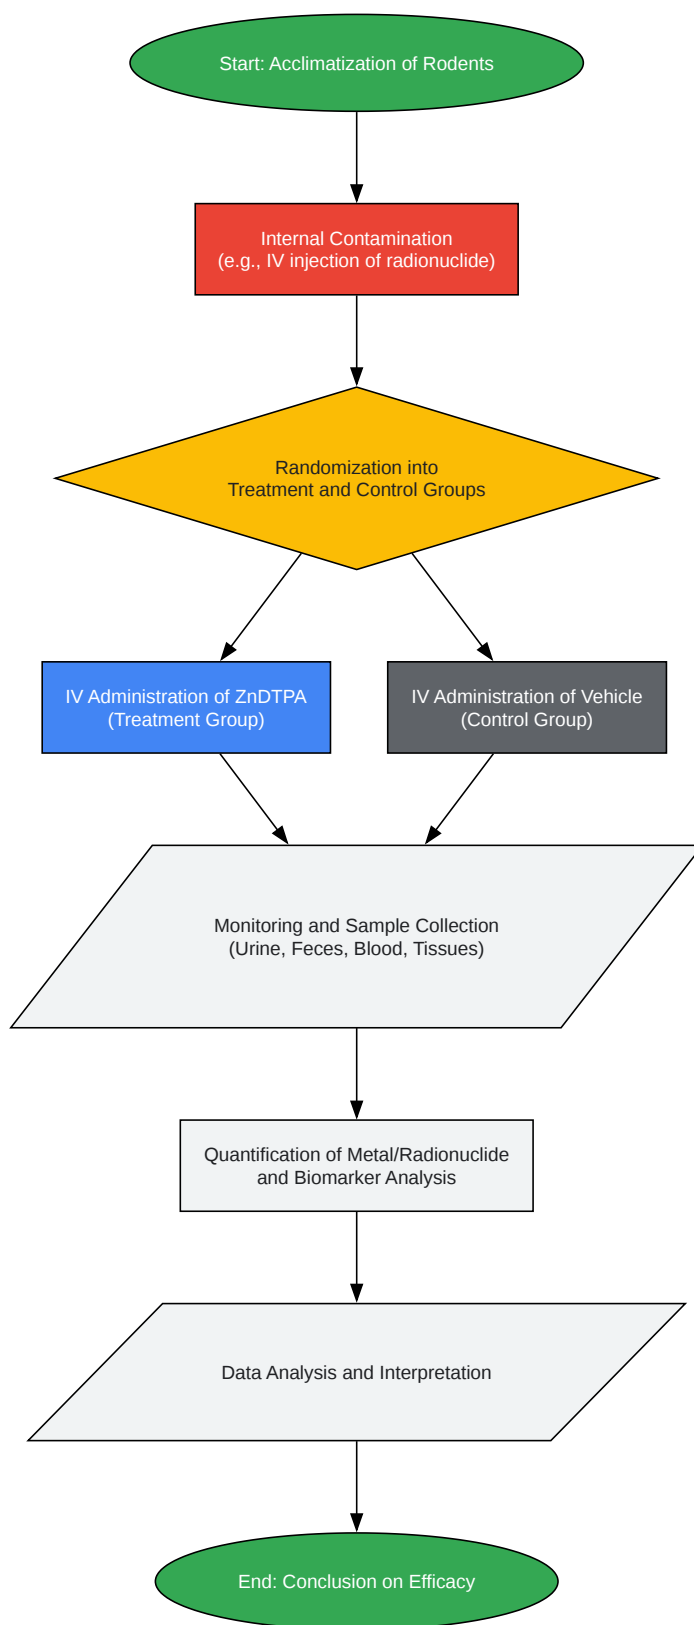 Start: Acclimatization of Rodents
Internal Contamination
(e.g., IV injection of radionuclide)
Randomization into
Treatment and Control Groups
IV Administration of ZnDTPA
(Treatment Group)
IV Administration of Vehicle
(Control Group)
Monitoring and Sample Collection
(Urine, Feces, Blood, Tissues)
Quantification of Metal/Radionuclide
and Biomarker Analysis
Data Analysis and Interpretation
End: Conclusion on Efficacy